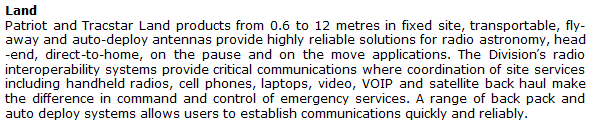 Land
Patriot and Tracstar Land products from 0.6 to 12 metres in fixed site, transportable, fly-
away and auto-deploy antennas provide highly reliable solutions for radio astronomy, head
-end, direct-to-home, on the pause and on the move applications. The Division's radio
interoperability systems provide critical communications where coordination of site services
including handheld radios, cell phones, laptops, video, VOIP and satellite back haul make
the difference in command and control of emergency services. A range of back pack and
auto deploy systems allows users to establish communications quickly and reliably.